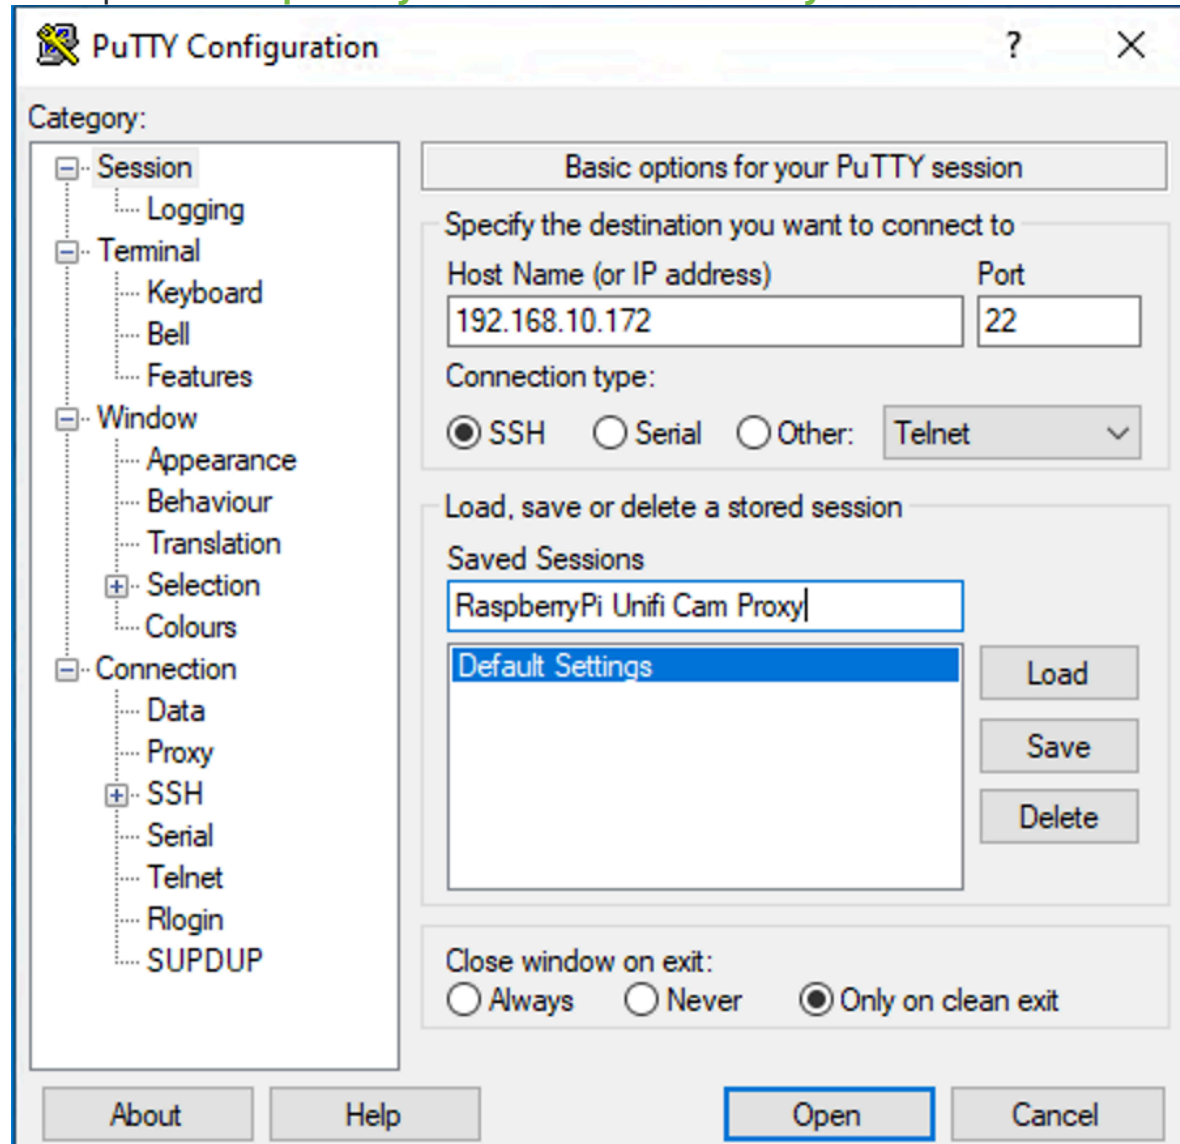 PuTTY Configuration
?
Category:
Session
Logging
Terminal
Keyboard
Bell
Features
Window
Appearance
Behaviour
Translation
Selection
Colours
Connection
Data
Proxy
SSH
Serial
Telnet
Rlogin
SUPDUP
Basic options for your PuTTY session
Specify the destination you want to connect to
Host Name (or IP address) Port
192.168.10.172 22
Connection type:
SSH Serial Other: Telnet
Load, save or delete a stored session
Saved Sessions
RaspberryPi Unifi Cam Proxy
Default Settings
Load
Save
Delete
Close window on exit:
Always Never Only on clean exit
About Help Open Cancel